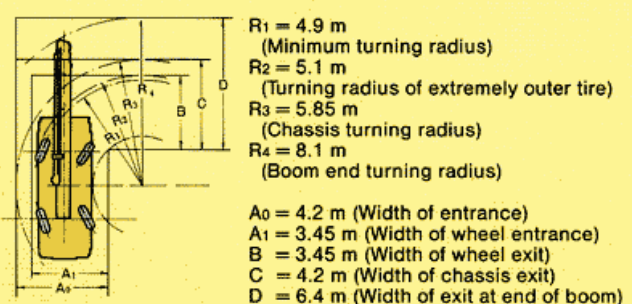 R1 = 4.9 m
(Minimum turning radius)
R2 = 5.1 m
(Turning radius of extremely outer tire)
R3 = 5.85 m
(Chassis turning radius)
R4 = 8.1 m
(Boom end turning radius)
A0 = 4.2 m (Width of entrance)
A1 = 3.45 m (Width of wheel entrance)
B = 3.45 m (Width of wheel exit)
C = 4.2 m (Width of chassis exit)
D = 6.4 m (Width of exit at end of boom)
R4
R3
R2
R1
B
C
D
A1
A0